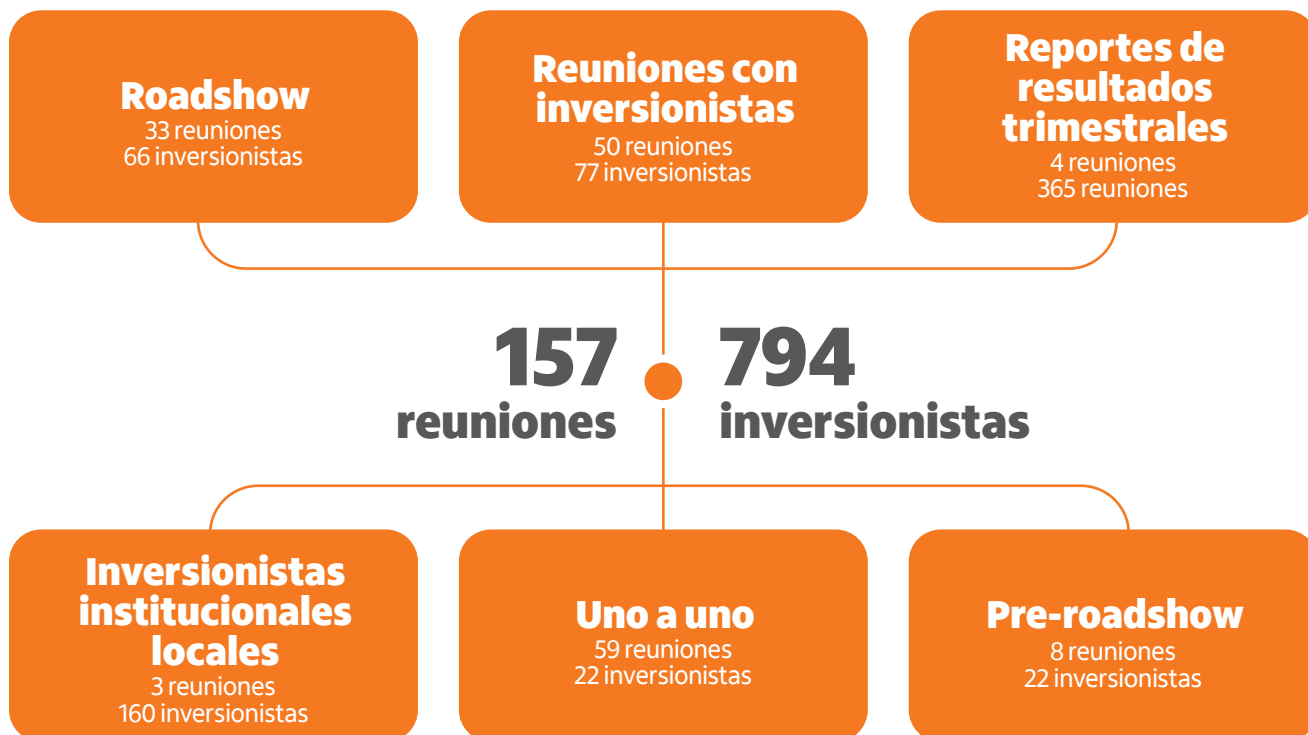 Roadshow
33 reuniones
66 inversionistas
Reuniones con
inversionistas
50 reuniones
77 inversionistas
Reportes de
resultados
trimestrales
4 reuniones
365 reuniones
157
reuniones
794
inversionistas
Inversionistas
institucionales
locales
3 reuniones
160 inversionistas
Uno a uno
59 reuniones
22 inversionistas
Pre-roadshow
8 reuniones
22 inversionistas